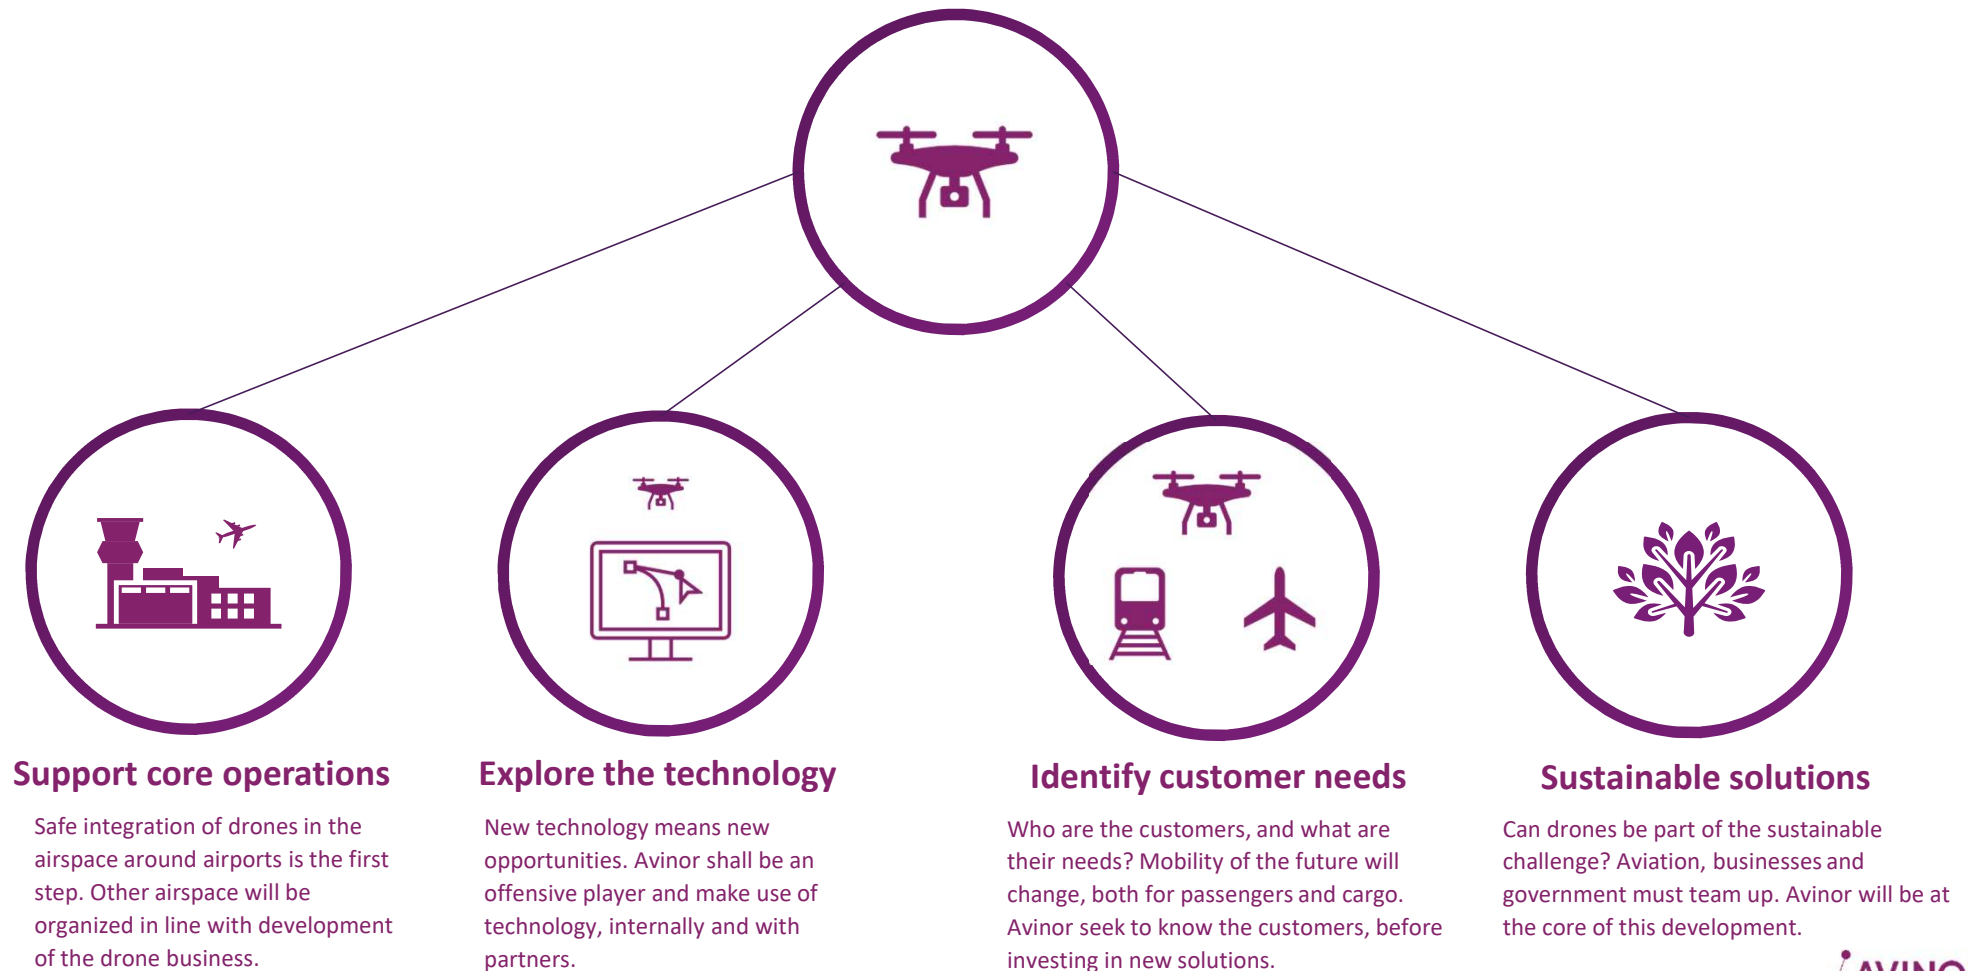 Support core operations
Safe integration of drones in the
airspace around airports is the first
step. Other airspace will be
organized in line with development
of the drone business.
Explore the technology
New technology means new
opportunities. Avinor shall be an
offensive player and make use of
technology, internally and with
partners.
Identify customer needs
Who are the customers, and what are
their needs? Mobility of the future will
change, both for passengers and cargo.
Avinor seek to know the customers, before
investing in new solutions.
Sustainable solutions
Can drones be part of the sustainable
challenge? Aviation, businesses and
government must team up. Avinor will be at
the core of this development.